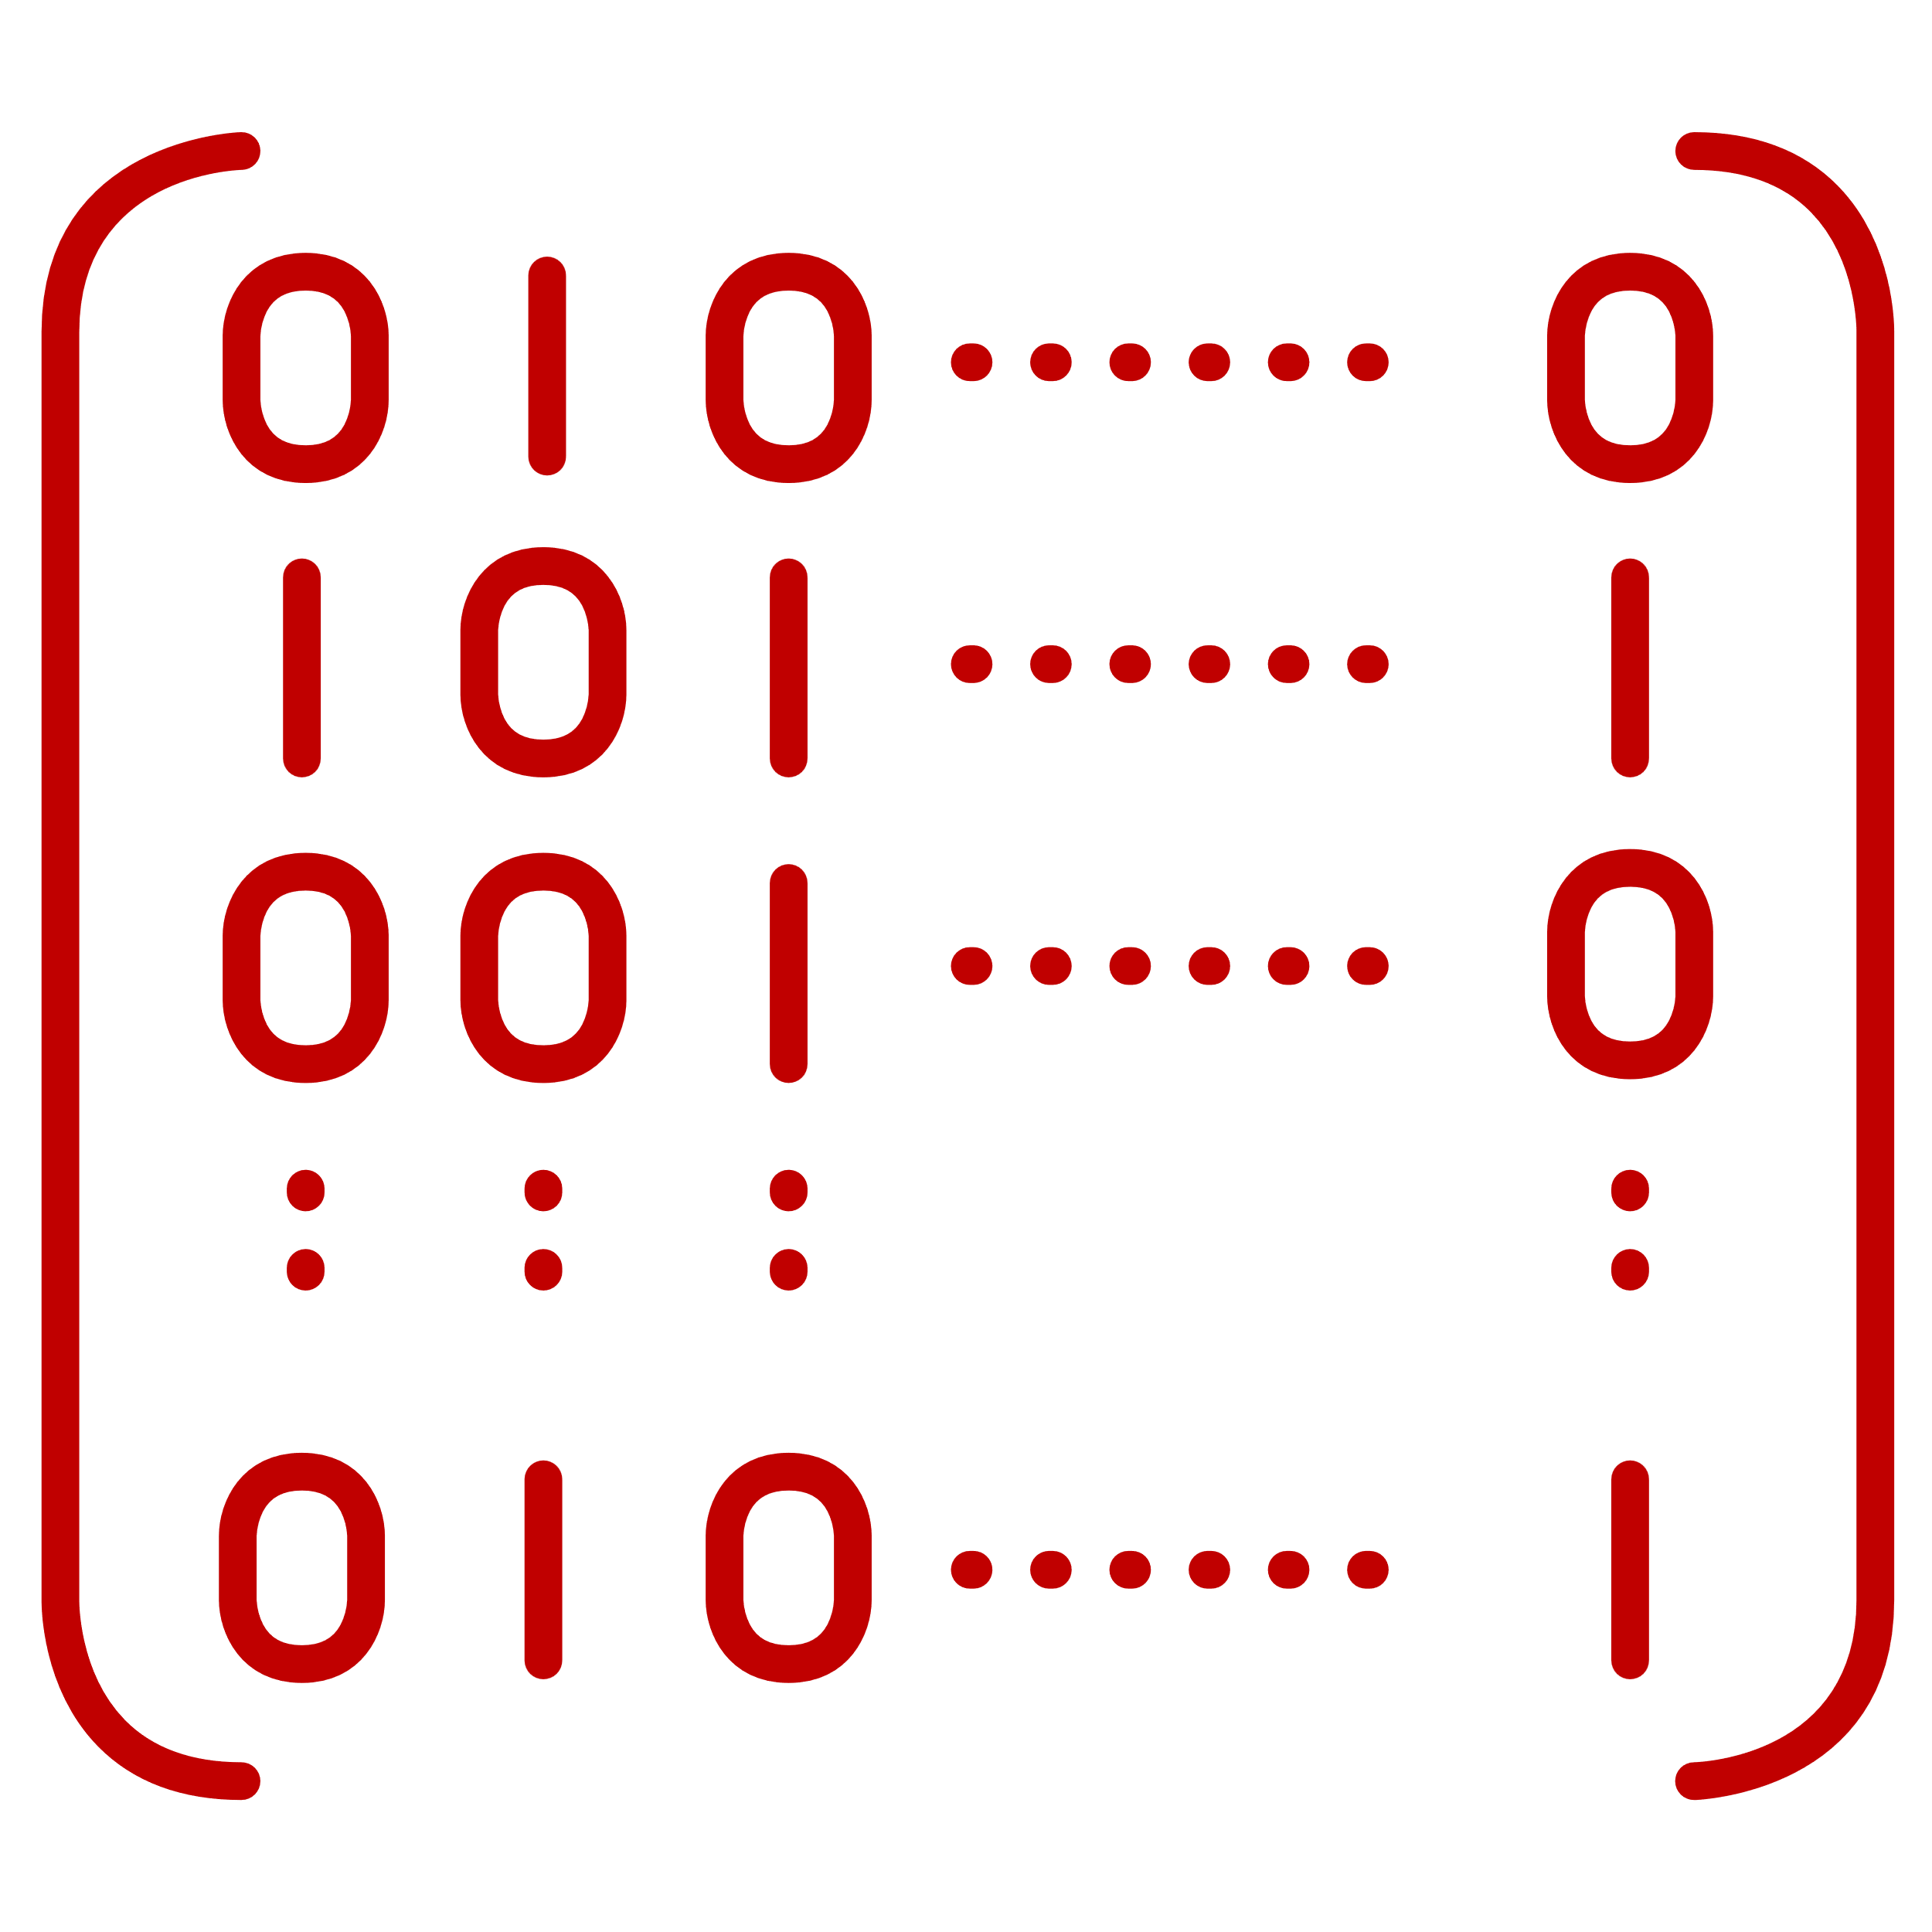 0 1 0 ...... 0
1 0 1 ...... 1
0 0 1 ...... 0
: : : :
0 1 0 ...... 1